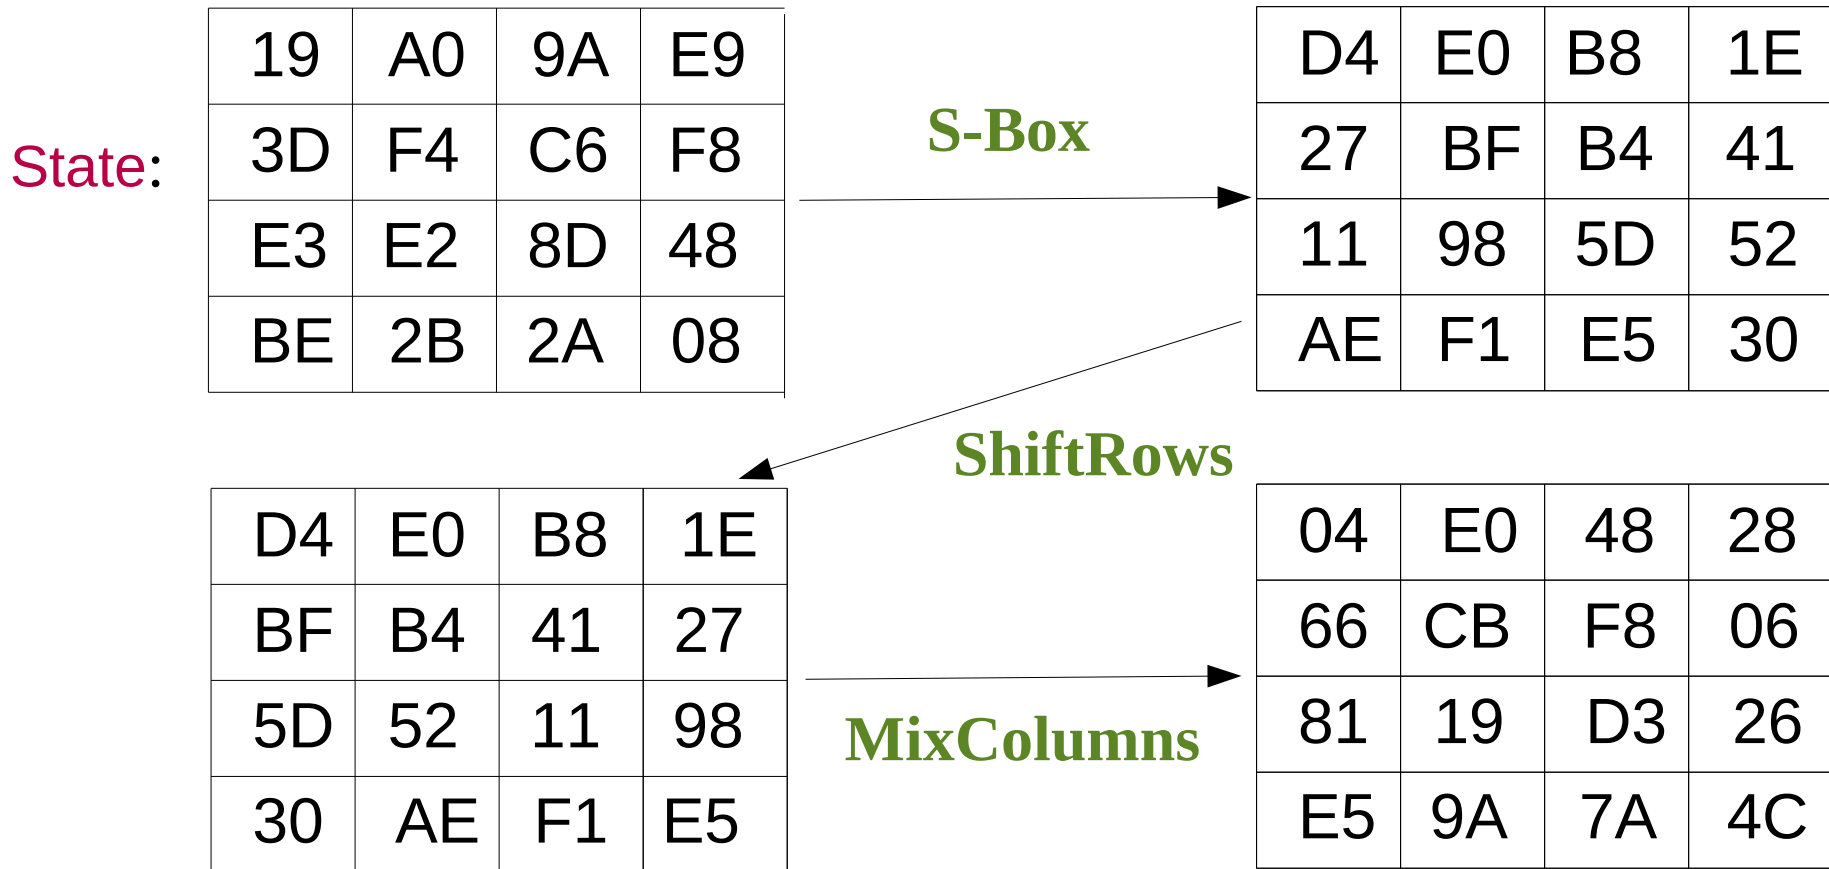 State:
19 A0 9A E9
3D F4 C6 F8
E3 E2 8D 48
BE 2B 2A 08
S-Box
D4 E0 B8 1E
27 BF B4 41
11 98 5D 52
AE F1 E5 30
ShiftRows
D4 E0 B8 1E
BF B4 41 27
5D 52 11 98
30 AE F1 E5
MixColumns
04 E0 48 28
66 CB F8 06
81 19 D3 26
E5 9A 7A 4C